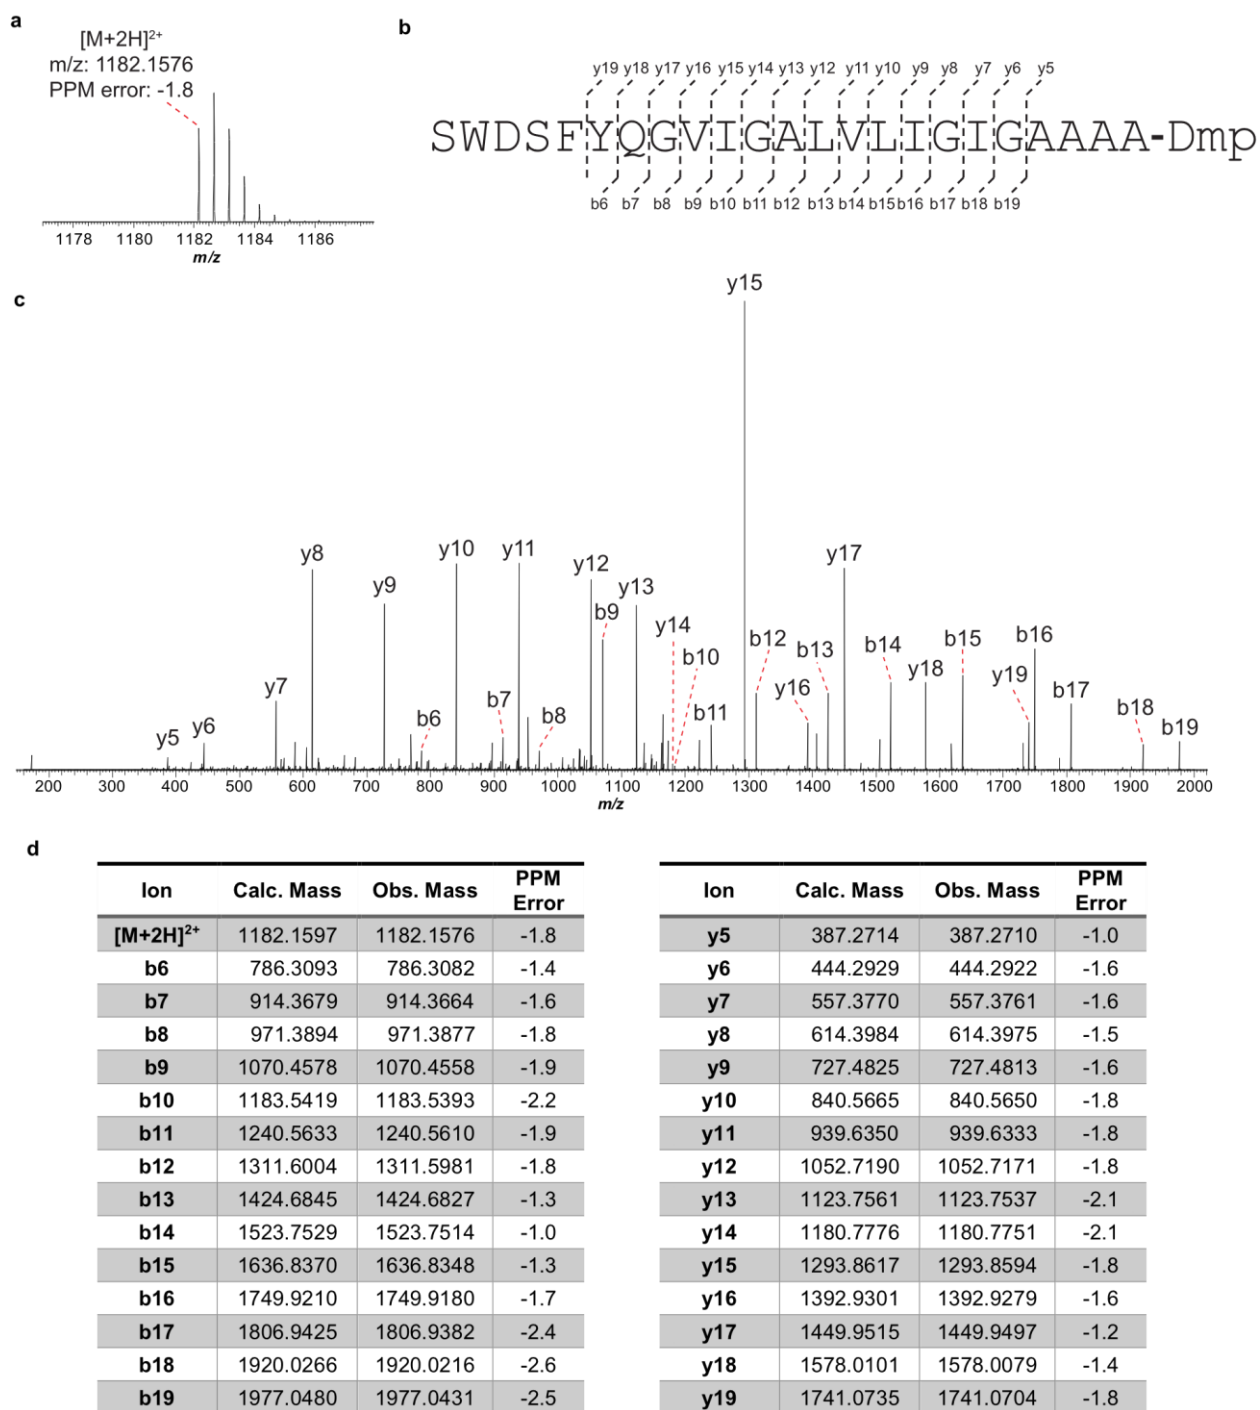 a
[M+2H]²⁺
m/z: 1182.1576
PPM error: -1.8
1178 1180 1182 1184 1186
m/z
b
y19 y18 y17 y16 y15 y14 y13 y12 y11 y10 y9 y8 y7 y6 y5
SWDSFYQGVIGALVLIGIGAAAA-Dmp
b6 b7 b8 b9 b10 b11 b12 b13 b14 b15 b16 b17 b18 b19
c
y15
y8 y10 y11 y12 y17
y9 b9 y13
y14 b10 b12 b13 b14 b15 b16
y7 y16 y18 y19
y5 y6 b6 b7 b8 b11 b17 b18 b19
200 300 400 500 600 700 800 900 1000 1100 1200 1300 1400 1500 1600 1700 1800 1900 2000
m/z
d
Ion Calc. Mass Obs. Mass PPM Error
[M+2H]²⁺ 1182.1597 1182.1576 -1.8
b6 786.3093 786.3082 -1.4
b7 914.3679 914.3664 -1.6
b8 971.3894 971.3877 -1.8
b9 1070.4578 1070.4558 -1.9
b10 1183.5419 1183.5393 -2.2
b11 1240.5633 1240.5610 -1.9
b12 1311.6004 1311.5981 -1.8
b13 1424.6845 1424.6827 -1.3
b14 1523.7529 1523.7514 -1.0
b15 1636.8370 1636.8348 -1.3
b16 1749.9210 1749.9180 -1.7
b17 1806.9425 1806.9382 -2.4
b18 1920.0266 1920.0216 -2.6
b19 1977.0480 1977.0431 -2.5
Ion Calc. Mass Obs. Mass PPM Error
y5 387.2714 387.2710 -1.0
y6 444.2929 444.2922 -1.6
y7 557.3770 557.3761 -1.6
y8 614.3984 614.3975 -1.5
y9 727.4825 727.4813 -1.6
y10 840.5665 840.5650 -1.8
y11 939.6350 939.6333 -1.8
y12 1052.7190 1052.7171 -1.8
y13 1123.7561 1123.7537 -2.1
y14 1180.7776 1180.7751 -2.1
y15 1293.8617 1293.8594 -1.8
y16 1392.9301 1392.9279 -1.6
y17 1449.9515 1449.9497 -1.2
y18 1578.0101 1578.0079 -1.4
y19 1741.0735 1741.0704 -1.8